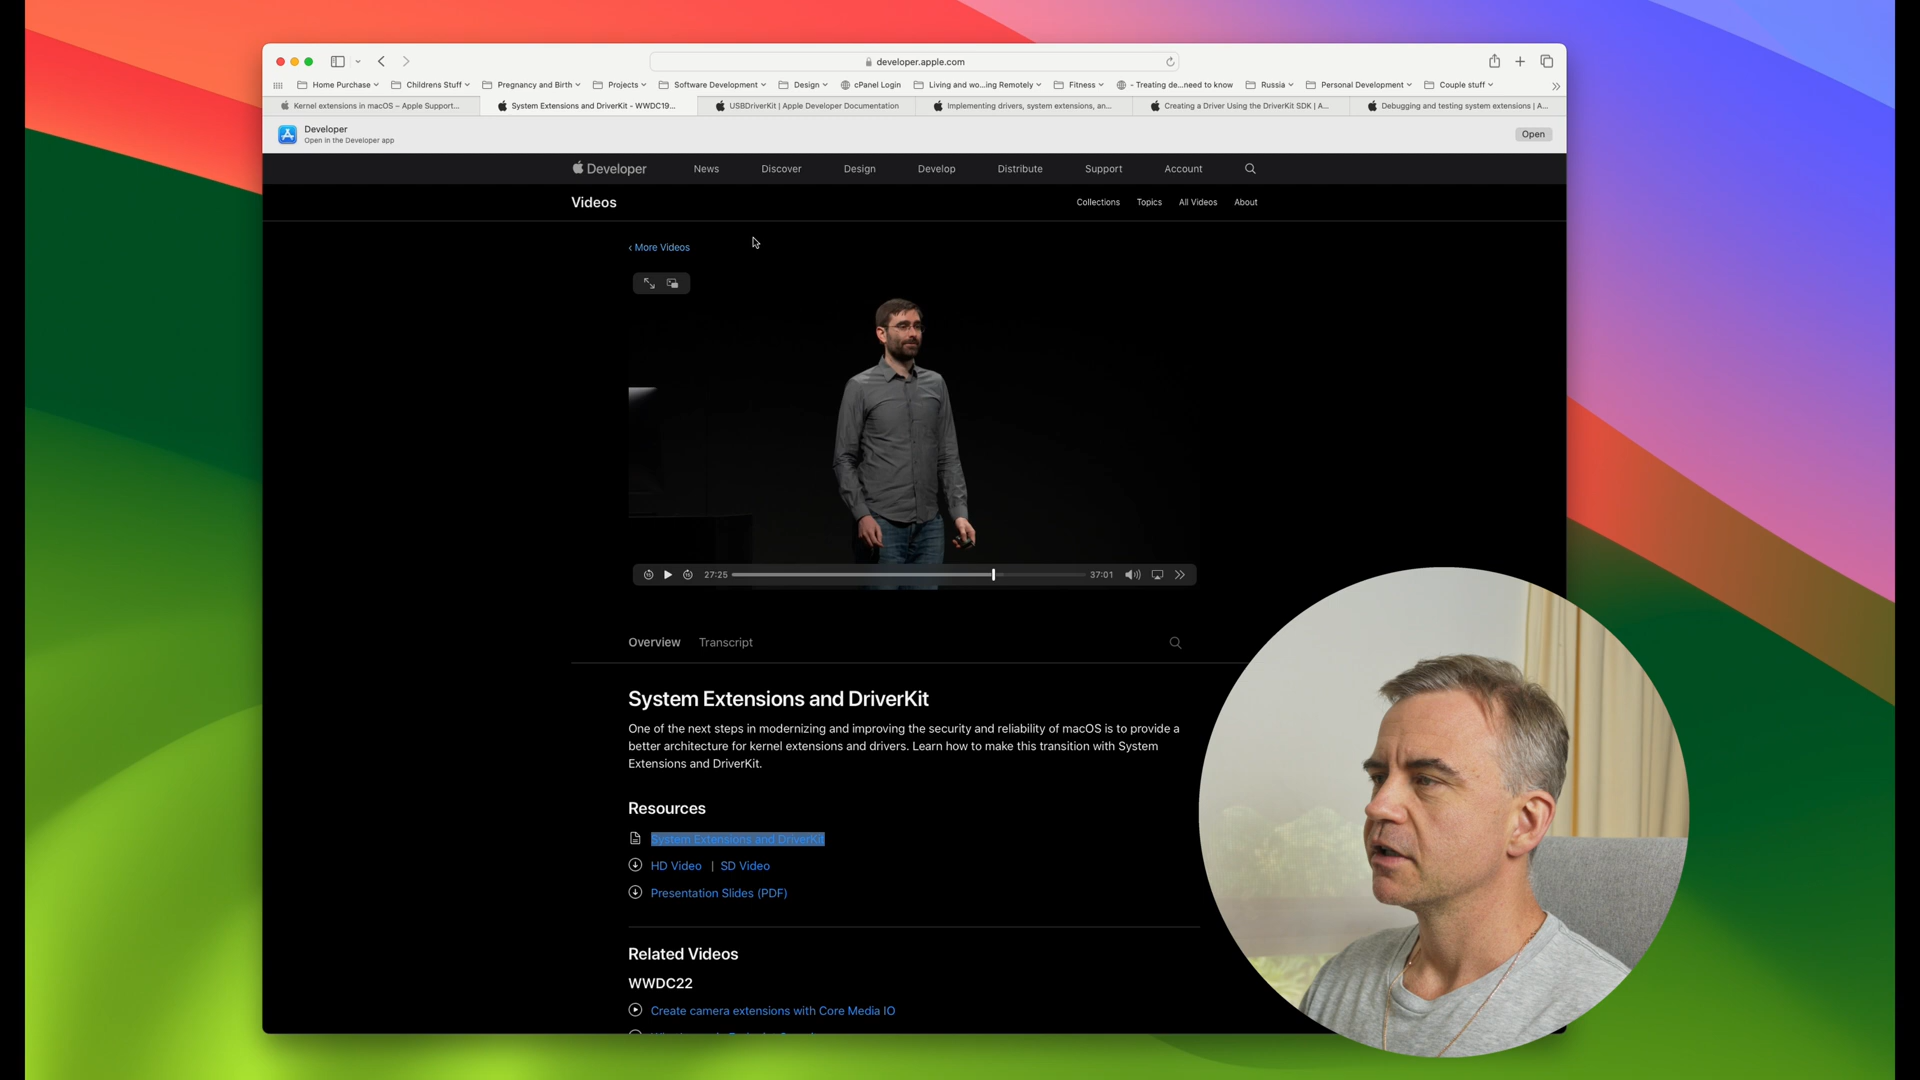 developer.apple.com
Home Purchase
Childrens Stuff
Pregnancy and Birth
Projects
Software Development
Design
cPanel Login
Living and wo...ing Remotely
Fitness
- Treating de...need to know
Russia
Personal Development
Couple stuff
Kernel extensions in macOS – Apple Support...
System Extensions and DriverKit - WWDC19...
USBDriverKit | Apple Developer Documentation
Implementing drivers, system extensions, an...
Creating a Driver Using the DriverKit SDK | A...
Debugging and testing system extensions | A...
Developer
Open in the Developer app
Open
Developer
News
Discover
Design
Develop
Distribute
Support
Account
Videos
Collections
Topics
All Videos
About
‹ More Videos
27:25
37:01
Overview
Transcript
System Extensions and DriverKit
One of the next steps in modernizing and improving the security and reliability of macOS is to provide a
better architecture for kernel extensions and drivers. Learn how to make this transition with System
Extensions and DriverKit.
Resources
System Extensions and DriverKit
HD Video | SD Video
Presentation Slides (PDF)
Related Videos
WWDC22
Create camera extensions with Core Media IO